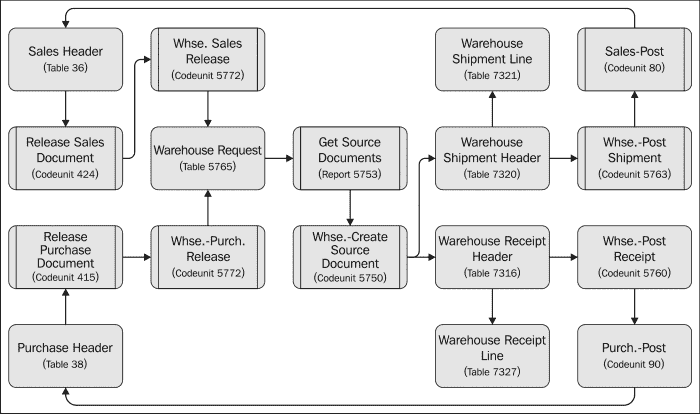 Sales Header
(Table 36)
Whse. Sales
Release
(Codeunit 5772)
Warehouse
Shipment Line
(Table 7321)
Sales-Post
(Codeunit 80)
Release Sales
Document
(Codeunit 424)
Warehouse Request
(Table 5765)
Get Source
Documents
(Report 5753)
Warehouse
Shipment Header
(Table 7320)
Whse.-Post
Shipment
(Codeunit 5763)
Release
Purchase
Document
(Codeunit 415)
Whse.-Purch.
Release
(Codeunit 5772)
Whse.-Create
Source
Document
(Codeunit 5750)
Warehouse Receipt
Header
(Table 7316)
Whse.-Post
Receipt
(Codeunit 5760)
Purchase Header
(Table 38)
Warehouse Receipt
Line
(Table 7327)
Purch.-Post
(Codeunit 90)